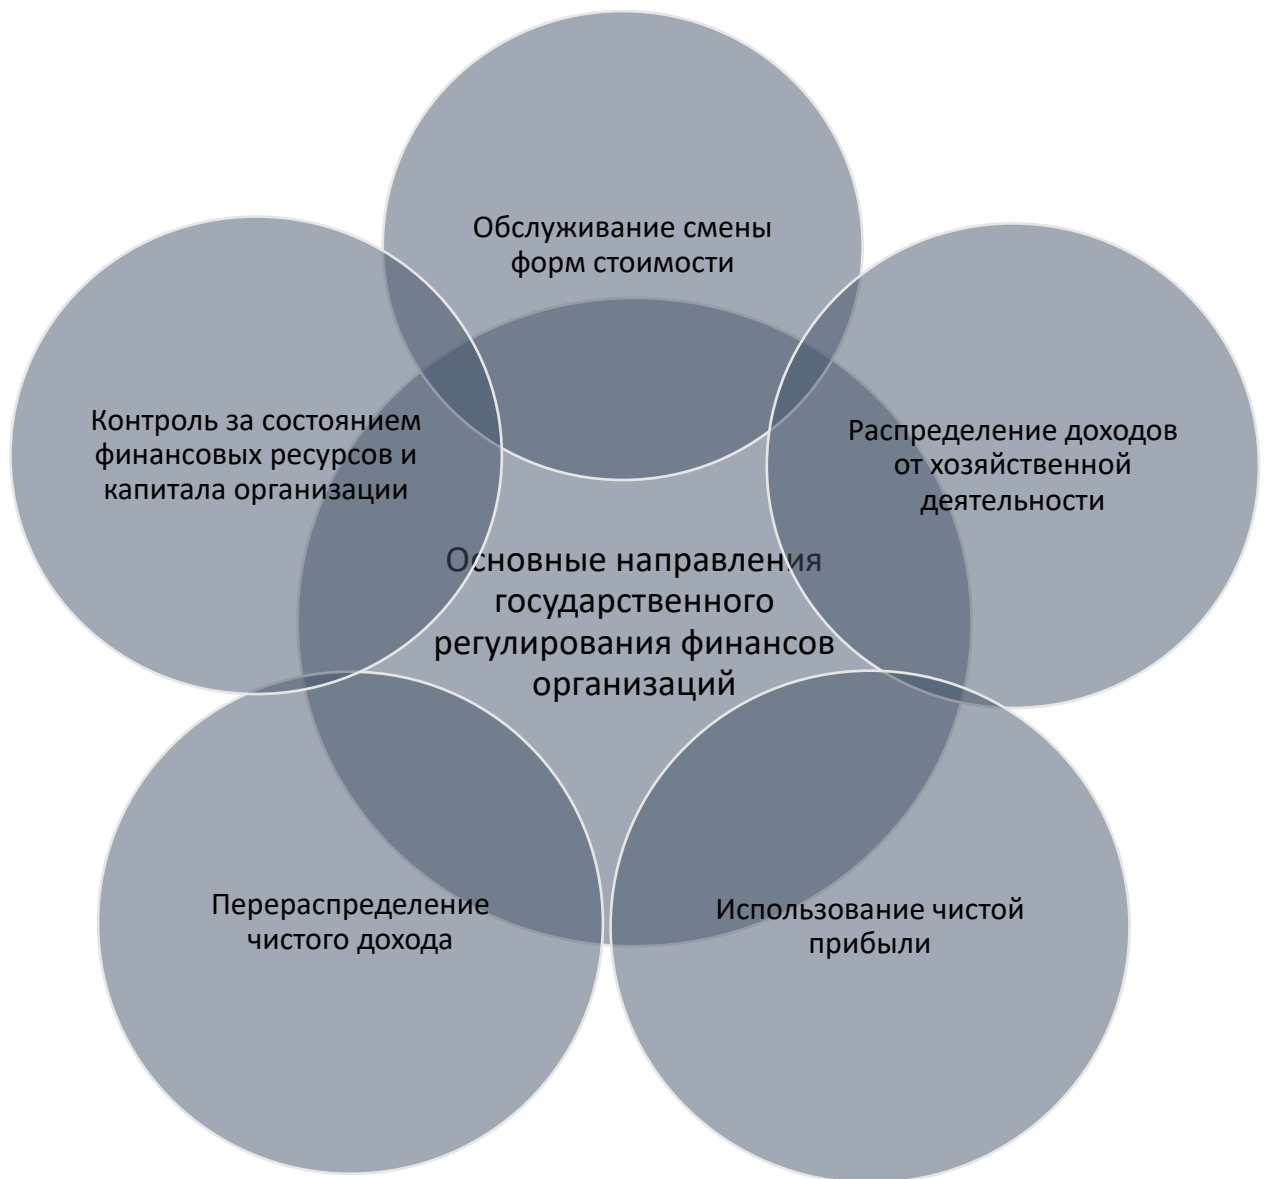 Обслуживание смены
форм стоимости
Контроль за состоянием
финансовых ресурсов и
капитала организации
Распределение доходов
от хозяйственной
деятельности
Основные направления
государственного
регулирования финансов
организаций
Перераспределение
чистого дохода
Использование чистой
прибыли